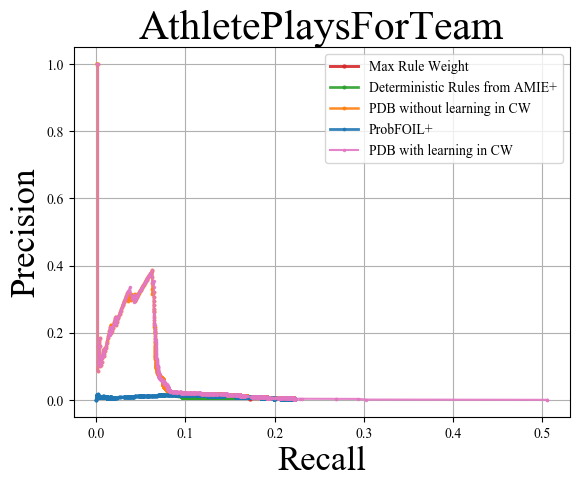 AthletePlaysForTeam
Max Rule Weight
Deterministic Rules from AMIE+
PDB without learning in CW
ProbFOIL+
PDB with learning in CW
Precision
1.0
0.8
0.6
0.4
0.2
0.0
0.0 0.1 0.2 0.3 0.4 0.5
Recall